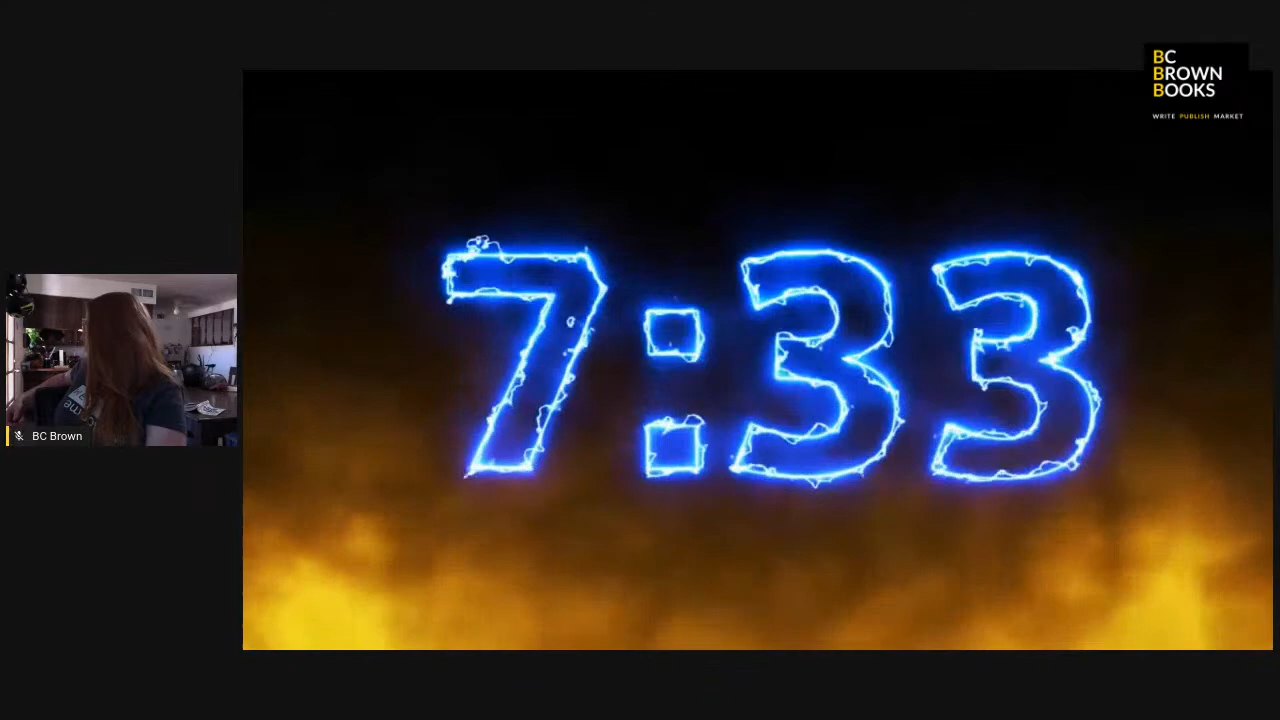 BC
BROWN
BOOKS
WRITE PUBLISH MARKET
7:33
BC Brown